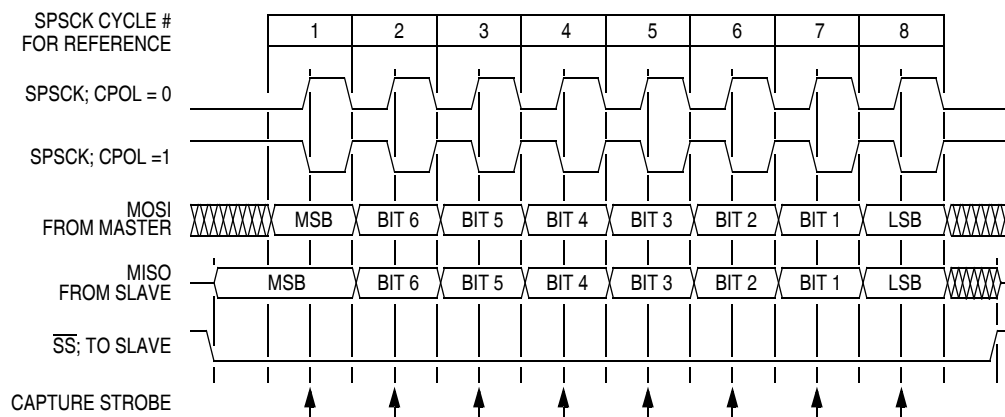 SPSCK CYCLE #
FOR REFERENCE
1 2 3 4 5 6 7 8
SPSCK; CPOL = 0
SPSCK; CPOL =1
MOSI
FROM MASTER
MSB BIT 6 BIT 5 BIT 4 BIT 3 BIT 2 BIT 1 LSB
MISO
FROM SLAVE
MSB BIT 6 BIT 5 BIT 4 BIT 3 BIT 2 BIT 1 LSB
SS; TO SLAVE
CAPTURE STROBE